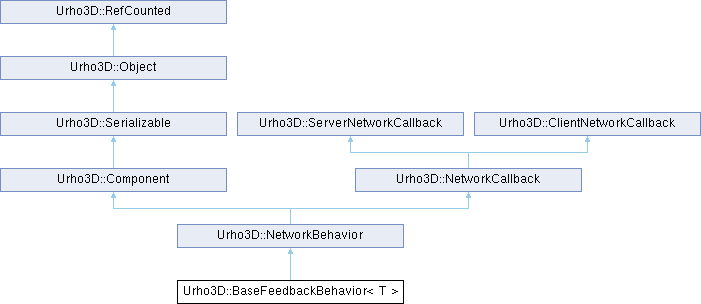 Urho3D::RefCounted
Urho3D::Object
Urho3D::Serializable
Urho3D::ServerNetworkCallback
Urho3D::ClientNetworkCallback
Urho3D::Component
Urho3D::NetworkCallback
Urho3D::NetworkBehavior
Urho3D::BaseFeedbackBehavior< T >